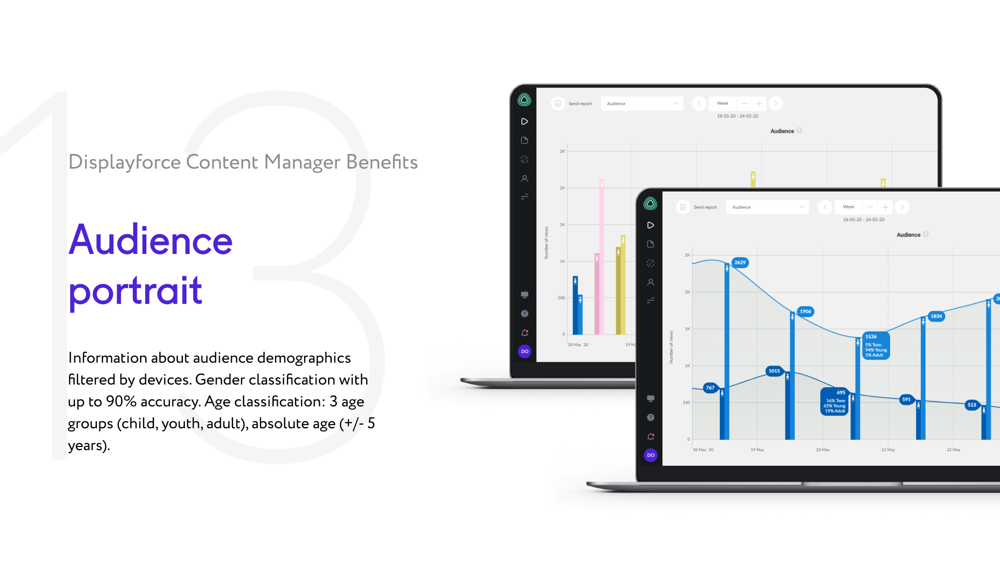 13
Displayforce Content Manager Benefits
Audience
portrait
Information about audience demographics
filtered by devices. Gender classification with
up to 90% accuracy. Age classification: 3 age
groups (child, youth, adult), absolute age (+/- 5
years).
Send report
Audience
Week
18-05-20 - 24-05-20
Audience ?
Number of views
2K
2K
1K
1K
500
0
18 May '20
DO
Send report
Audience
Week
18-05-20 - 24-05-20
Audience ?
Number of views
2K
2K
1K
1K
550
0
2629
1906
1526
5% Teen
94% Young
1% Adult
1834
767
1015
695
16% Teen
65% Young
19% Adult
591
513
18 May '20
19 May
20 May
21 May
22 May
DO